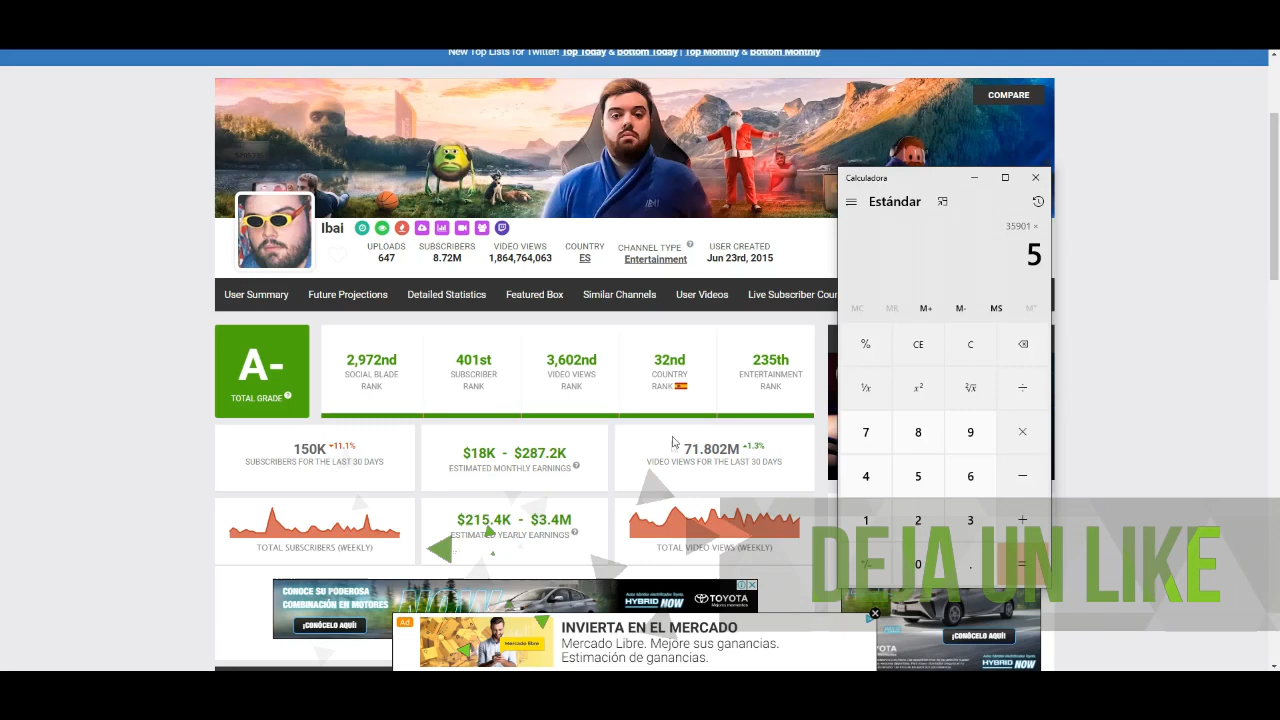 New Top Lists for Twitter! Top Today & Bottom Today | Top Monthly & Bottom Monthly
COMPARE
Ibai
UPLOADS
647
SUBSCRIBERS
8.72M
VIDEO VIEWS
1,864,764,063
COUNTRY
ES
CHANNEL TYPE
Entertainment
USER CREATED
Jun 23rd, 2015
User Summary
Future Projections
Detailed Statistics
Featured Box
Similar Channels
User Videos
Live Subscriber Coun
Calculadora
Estándar
35901 ×
5
MC
MR
M+
M-
MS
M˅
%
CE
C
⅟x
x²
²√x
÷
7
8
9
×
4
5
6
−
1
2
3
+
+/-
0
.
=
A-
TOTAL GRADE
2,972nd
SOCIAL BLADE
RANK
401st
SUBSCRIBER
RANK
3,602nd
VIDEO VIEWS
RANK
32nd
COUNTRY
RANK
235th
ENTERTAINMENT
RANK
150K
11.1%
SUBSCRIBERS FOR THE LAST 30 DAYS
$18K - $287.2K
ESTIMATED MONTHLY EARNINGS
71.802M
1.3%
VIDEO VIEWS FOR THE LAST 30 DAYS
TOTAL SUBSCRIBERS (WEEKLY)
$215.4K - $3.4M
ESTIMATED YEARLY EARNINGS
TOTAL VIDEO VIEWS (WEEKLY)
DEJA UN LIKE
CONOCE SU PODEROSA
COMBINACIÓN EN MOTORES
¡CONÓCELO AQUÍ!
HYBRID NOW
TOYOTA
Ad
Mercado libre
INVIERTA EN EL MERCADO
Mercado Libre. Mejore sus ganancias.
Estimación de ganancias.
¡CONÓCELO AQUÍ!
HYBRID NOW